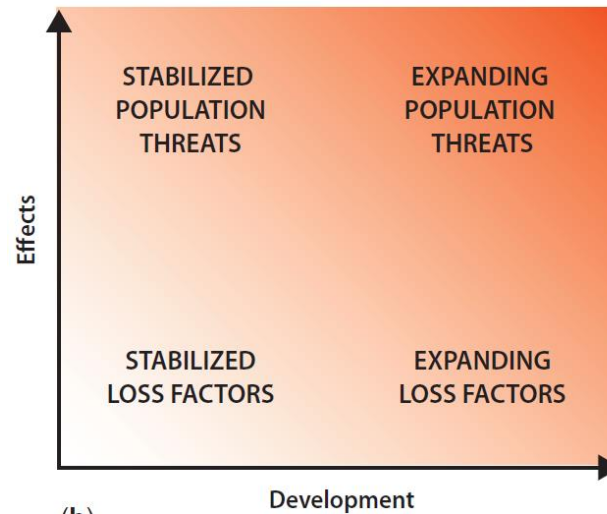 STABILIZED
POPULATION
THREATS
EXPANDING
POPULATION
THREATS
Effects
STABILIZED
LOSS FACTORS
EXPANDING
LOSS FACTORS
Development